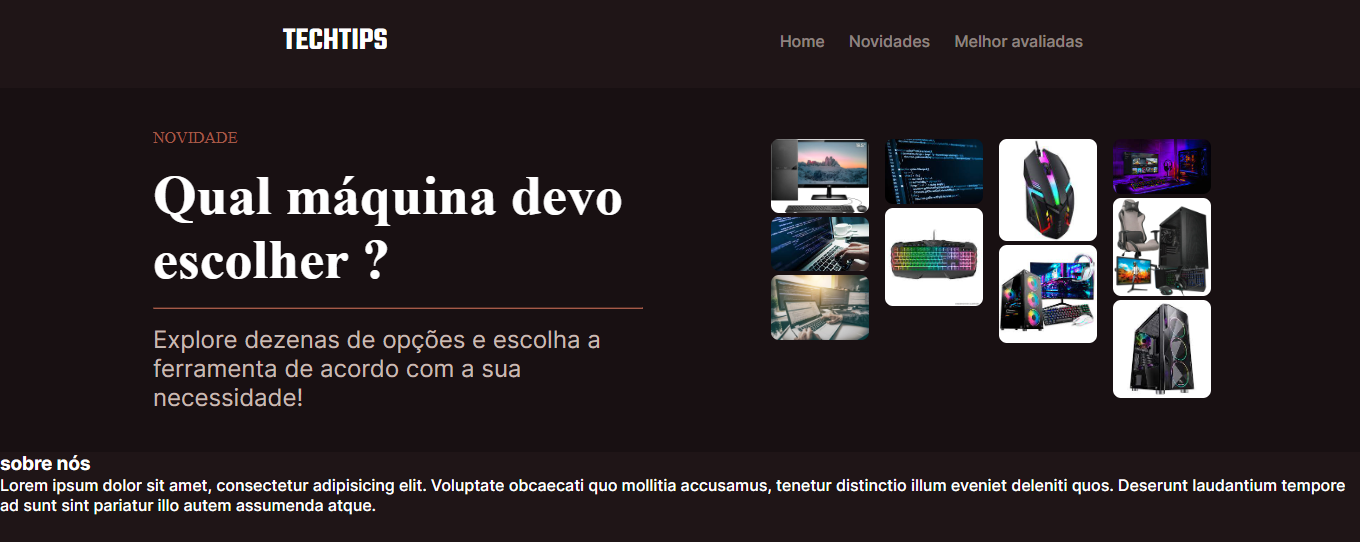 TECHTIPS
Home Novidades Melhor avaliadas
NOVIDADE
Qual máquina devo
escolher ?
Explore dezenas de opções e escolha a
ferramenta de acordo com a sua
necessidade!
sobre nós
Lorem ipsum dolor sit amet, consectetur adipisicing elit. Voluptate obcaecati quo mollitia accusamus, tenetur distinctio illum eveniet deleniti quos. Deserunt laudantium tempore
ad sunt sint pariatur illo autem assumenda atque.